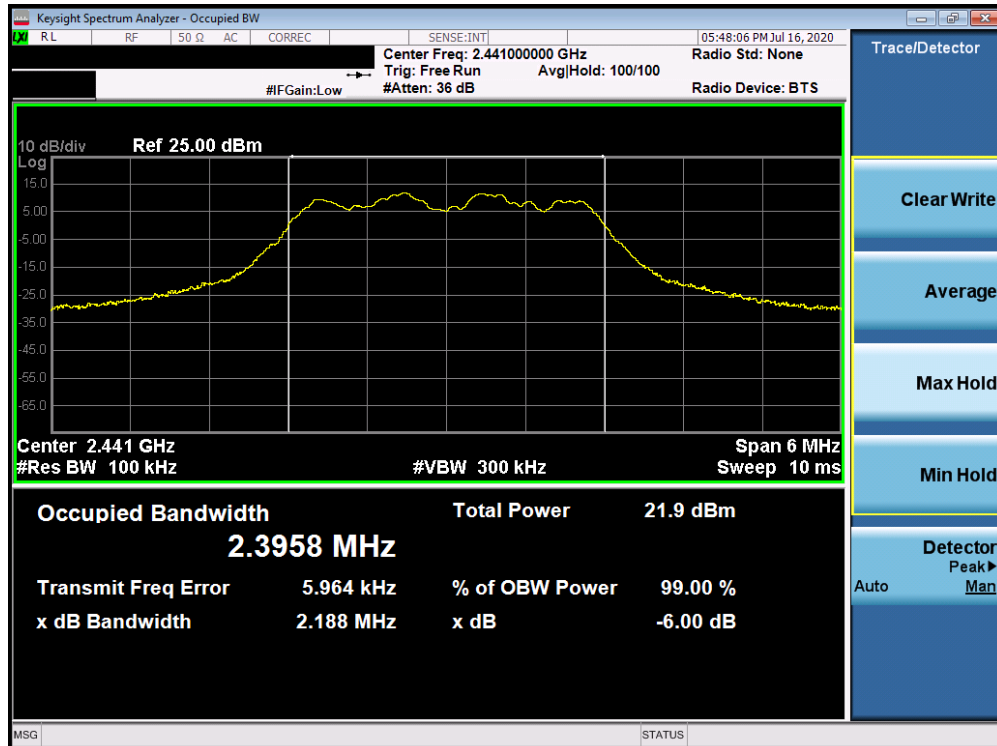 Keysight Spectrum Analyzer - Occupied BW
LXI RL RF 50 Ω AC CORREC SENSE:INT 05:48:06 PM Jul 16, 2020
Center Freq: 2.441000000 GHz Radio Std: None
Trig: Free Run Avg|Hold: 100/100
#IFGain:Low #Atten: 36 dB Radio Device: BTS
10 dB/div Ref 25.00 dBm
Log
15.0
5.00
-5.00
-15.0
-25.0
-35.0
-45.0
-55.0
-65.0
Center 2.441 GHz Span 6 MHz
#Res BW 100 kHz #VBW 300 kHz Sweep 10 ms
Occupied Bandwidth Total Power 21.9 dBm
2.3958 MHz
Transmit Freq Error 5.964 kHz % of OBW Power 99.00 %
x dB Bandwidth 2.188 MHz x dB -6.00 dB
MSG STATUS
Trace/Detector
Clear Write
Average
Max Hold
Min Hold
Detector
Peak▶
Auto Man